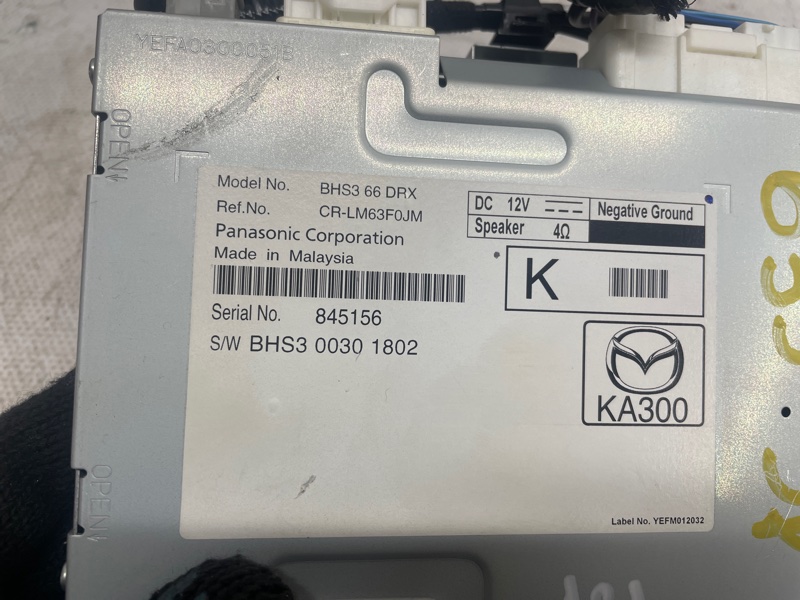 YEFA03G00051B
OPEN
Model No. BHS3 66 DRX
Ref.No. CR-LM63F0JM
Panasonic Corporation
Made in Malaysia
Serial No. 845156
S/W BHS3 0030 1802
DC 12V Negative Ground
Speaker 4Ω
K
KA300
Label No. YEFM012032
OPEN